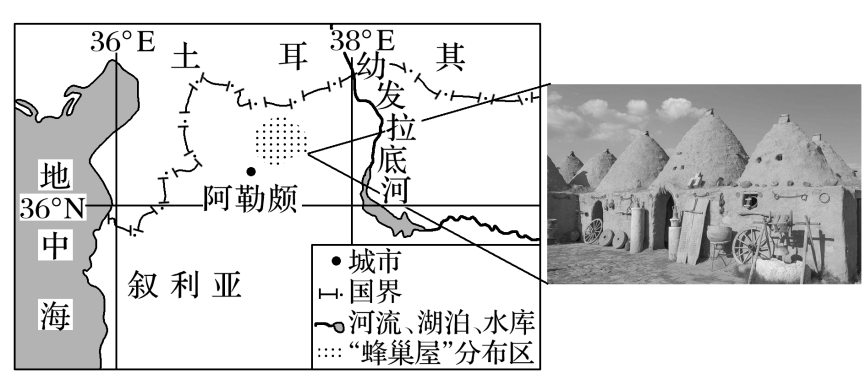 36°E
38°E
土耳其
幼发拉底河
地中海
36°N
阿勒颇
叙利亚
城市
国界
河流、湖泊、水库
“蜂巢屋”分布区